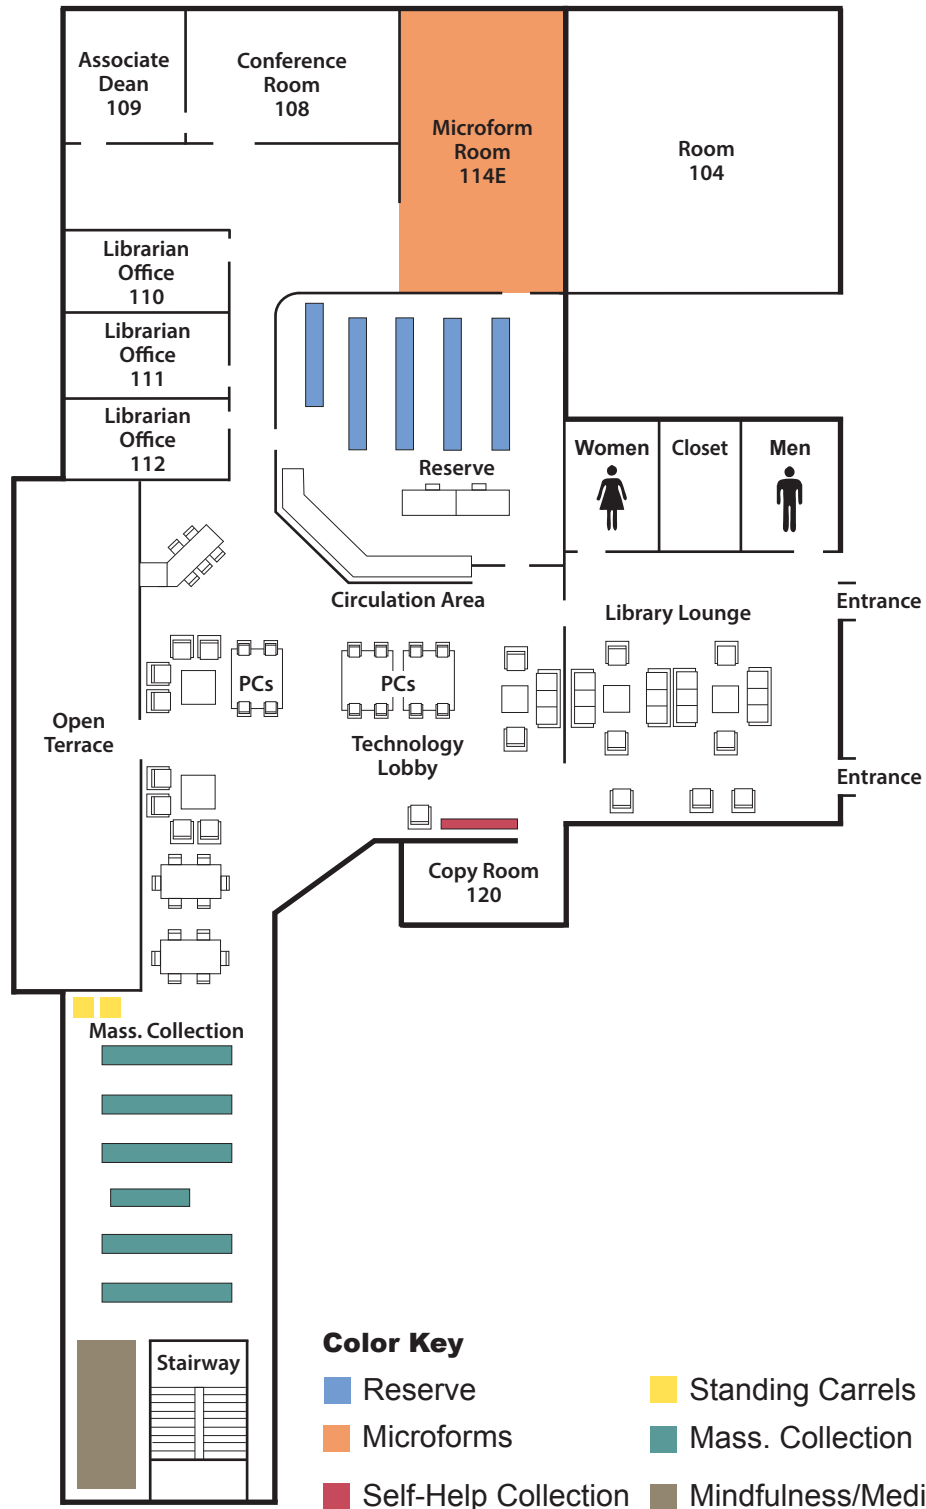 Associate
Dean
109
Conference
Room
108
Microform
Room
114E
Room
104
Librarian
Office
110
Librarian
Office
111
Librarian
Office
112
Reserve
Women
Closet
Men
Circulation Area
Library Lounge
Entrance
PCs
PCs
Open
Terrace
Technology
Lobby
Entrance
Copy Room
120
Mass. Collection
Stairway
Color Key
Reserve
Standing Carrels
Microforms
Mass. Collection
Self-Help Collection
Mindfulness/Medi